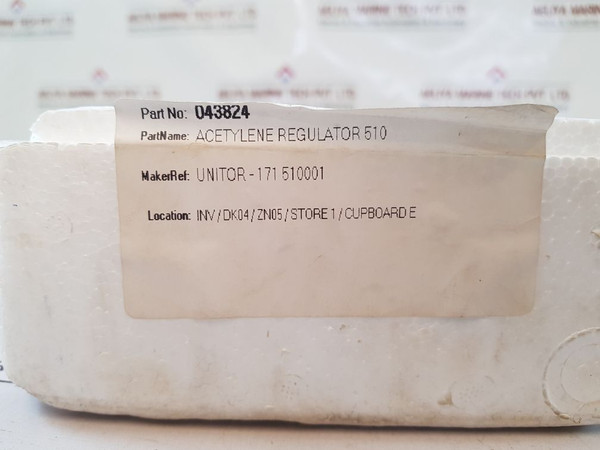 Part No: 043824
PartName: ACETYLENE REGULATOR 510
MakerRef: UNITOR - 171 510001
Location: INV / DK04 / ZN05 / STORE 1 / CUPBOARD E